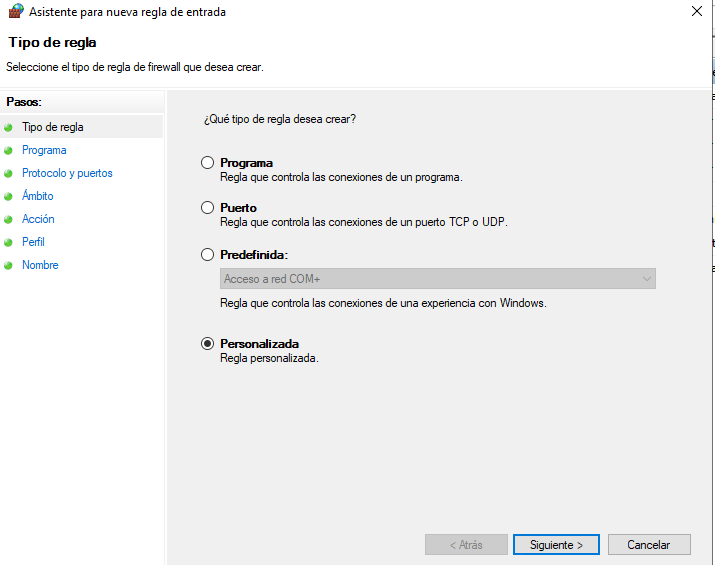 Asistente para nueva regla de entrada
Tipo de regla
Seleccione el tipo de regla de firewall que desea crear.
Pasos:
Tipo de regla
Programa
Protocolo y puertos
Ámbito
Acción
Perfil
Nombre
¿Qué tipo de regla desea crear?
Programa
Regla que controla las conexiones de un programa.
Puerto
Regla que controla las conexiones de un puerto TCP o UDP.
Predefinida:
Acceso a red COM+
Regla que controla las conexiones de una experiencia con Windows.
Personalizada
Regla personalizada.
< Atrás
Siguiente >
Cancelar